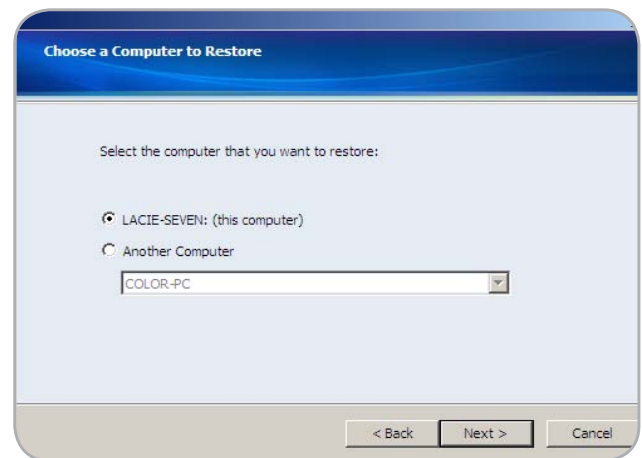 Choose a Computer to Restore
Select the computer that you want to restore:
LACIE-SEVEN: (this computer)
Another Computer
COLOR-PC
< Back Next > Cancel